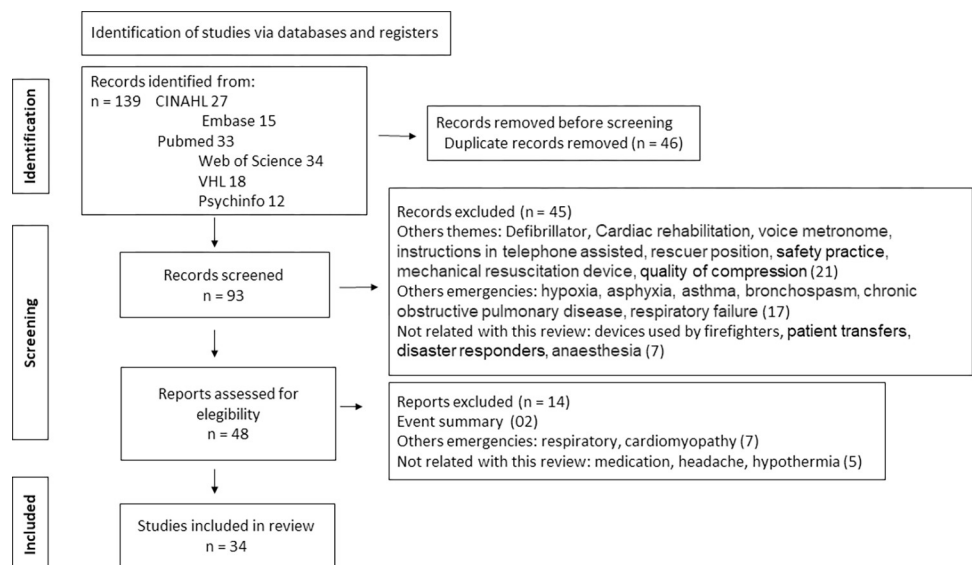 Identification of studies via databases and registers
Identification
Records identified from:
n = 139 CINAHL 27
Embase 15
Pubmed 33
Web of Science 34
VHL 18
Psychinfo 12
Records removed before screening
Duplicate records removed (n = 46)
Screening
Records screened
n = 93
Records excluded (n = 45)
Others themes: Defibrillator, Cardiac rehabilitation, voice metronome,
instructions in telephone assisted, rescuer position, safety practice,
mechanical resuscitation device, quality of compression (21)
Others emergencies: hypoxia, asphyxia, asthma, bronchospasm, chronic
obstructive pulmonary disease, respiratory failure (17)
Not related with this review: devices used by firefighters, patient transfers,
disaster responders, anaesthesia (7)
Reports assessed for
elegibility
n = 48
Reports excluded (n = 14)
Event summary (02)
Others emergencies: respiratory, cardiomyopathy (7)
Not related with this review: medication, headache, hypothermia (5)
Included
Studies included in review
n = 34